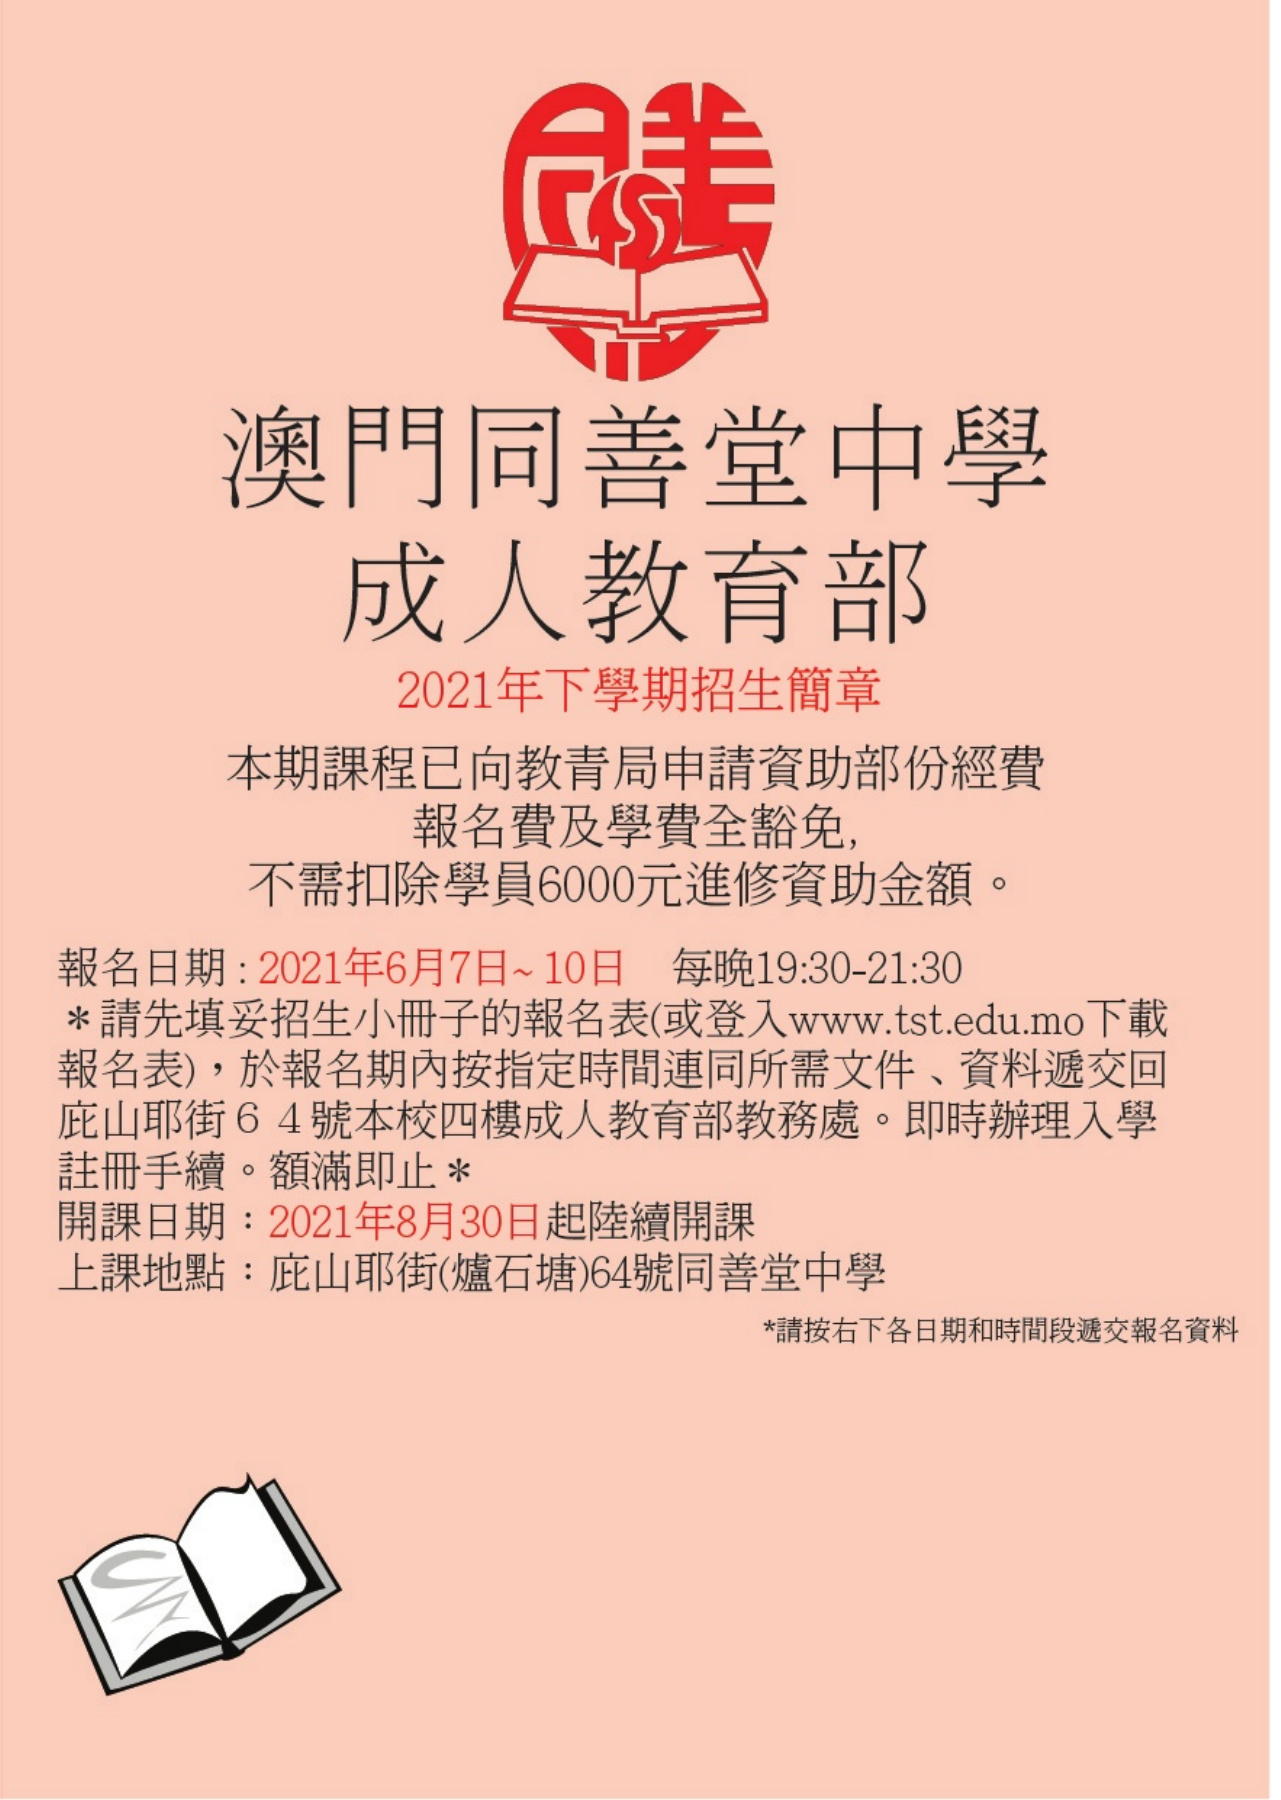 同善
TST
澳門同善堂中學
成人教育部
2021年下學期招生簡章
本期課程已向教青局申請資助部份經費
報名費及學費全豁免,
不需扣除學員6000元進修資助金額。
報名日期:2021年6月7日~10日 每晚19:30-21:30
＊請先填妥招生小冊子的報名表(或登入www.tst.edu.mo下載
報名表)，於報名期內按指定時間連同所需文件、資料遞交回
庇山耶街６４號本校四樓成人教育部教務處。即時辦理入學
註冊手續。額滿即止＊
開課日期：2021年8月30日起陸續開課
上課地點：庇山耶街(爐石塘)64號同善堂中學
*請按右下各日期和時間段遞交報名資料